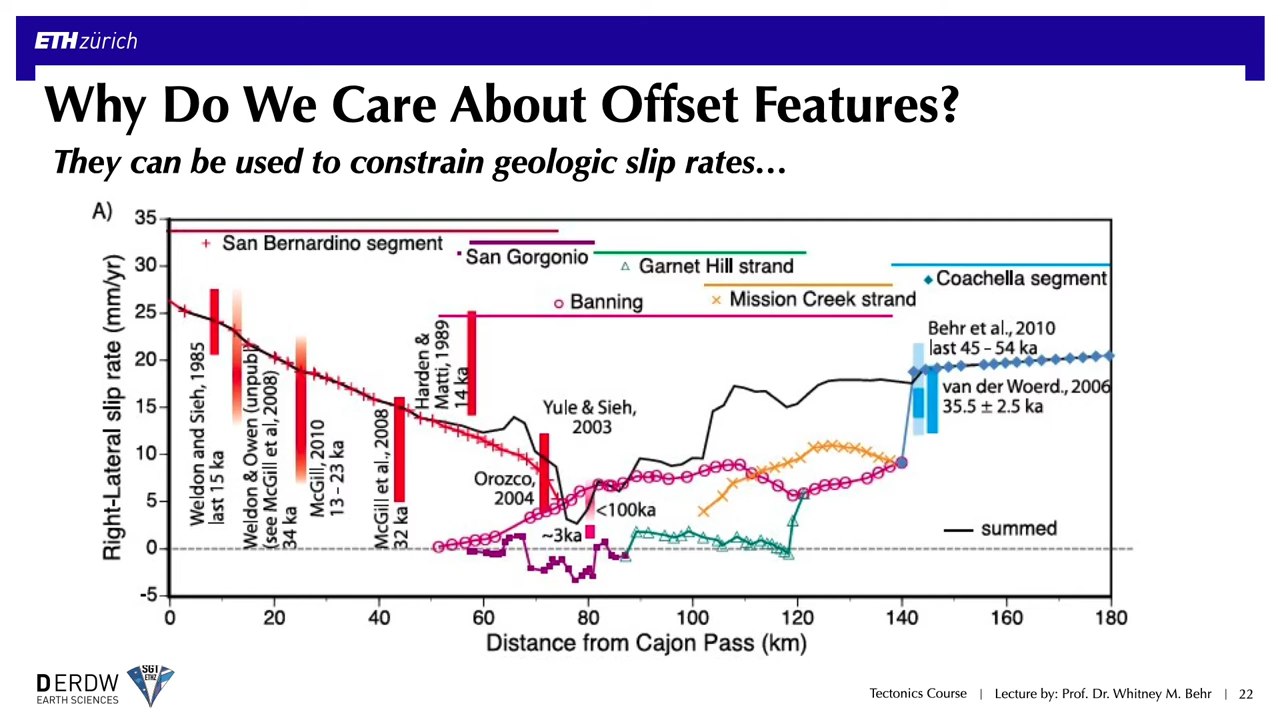 ETH zürich
Why Do We Care About Offset Features?
They can be used to constrain geologic slip rates…
A)
Right-Lateral slip rate (mm/yr)
35
30
25
20
15
10
5
0
-5
San Bernardino segment
San Gorgonio
Garnet Hill strand
Coachella segment
Banning
Mission Creek strand
Weldon and Sieh, 1985
last 15 ka
Weldon & Owen (unpub)
(see McGill et al, 2008)
34 ka
McGill, 2010
13 – 23 ka
McGill et al., 2008
32 ka
Harden &
Matti, 1989
14 ka
Yule & Sieh,
2003
Orozco,
2004
<100ka
~3ka
Behr et al., 2010
last 45 – 54 ka
van der Woerd., 2006
35.5 ± 2.5 ka
summed
0 20 40 60 80 100 120 140 160 180
Distance from Cajon Pass (km)
DERDW
EARTH SCIENCES
SGT
ETHZ
Tectonics Course | Lecture by: Prof. Dr. Whitney M. Behr | 22